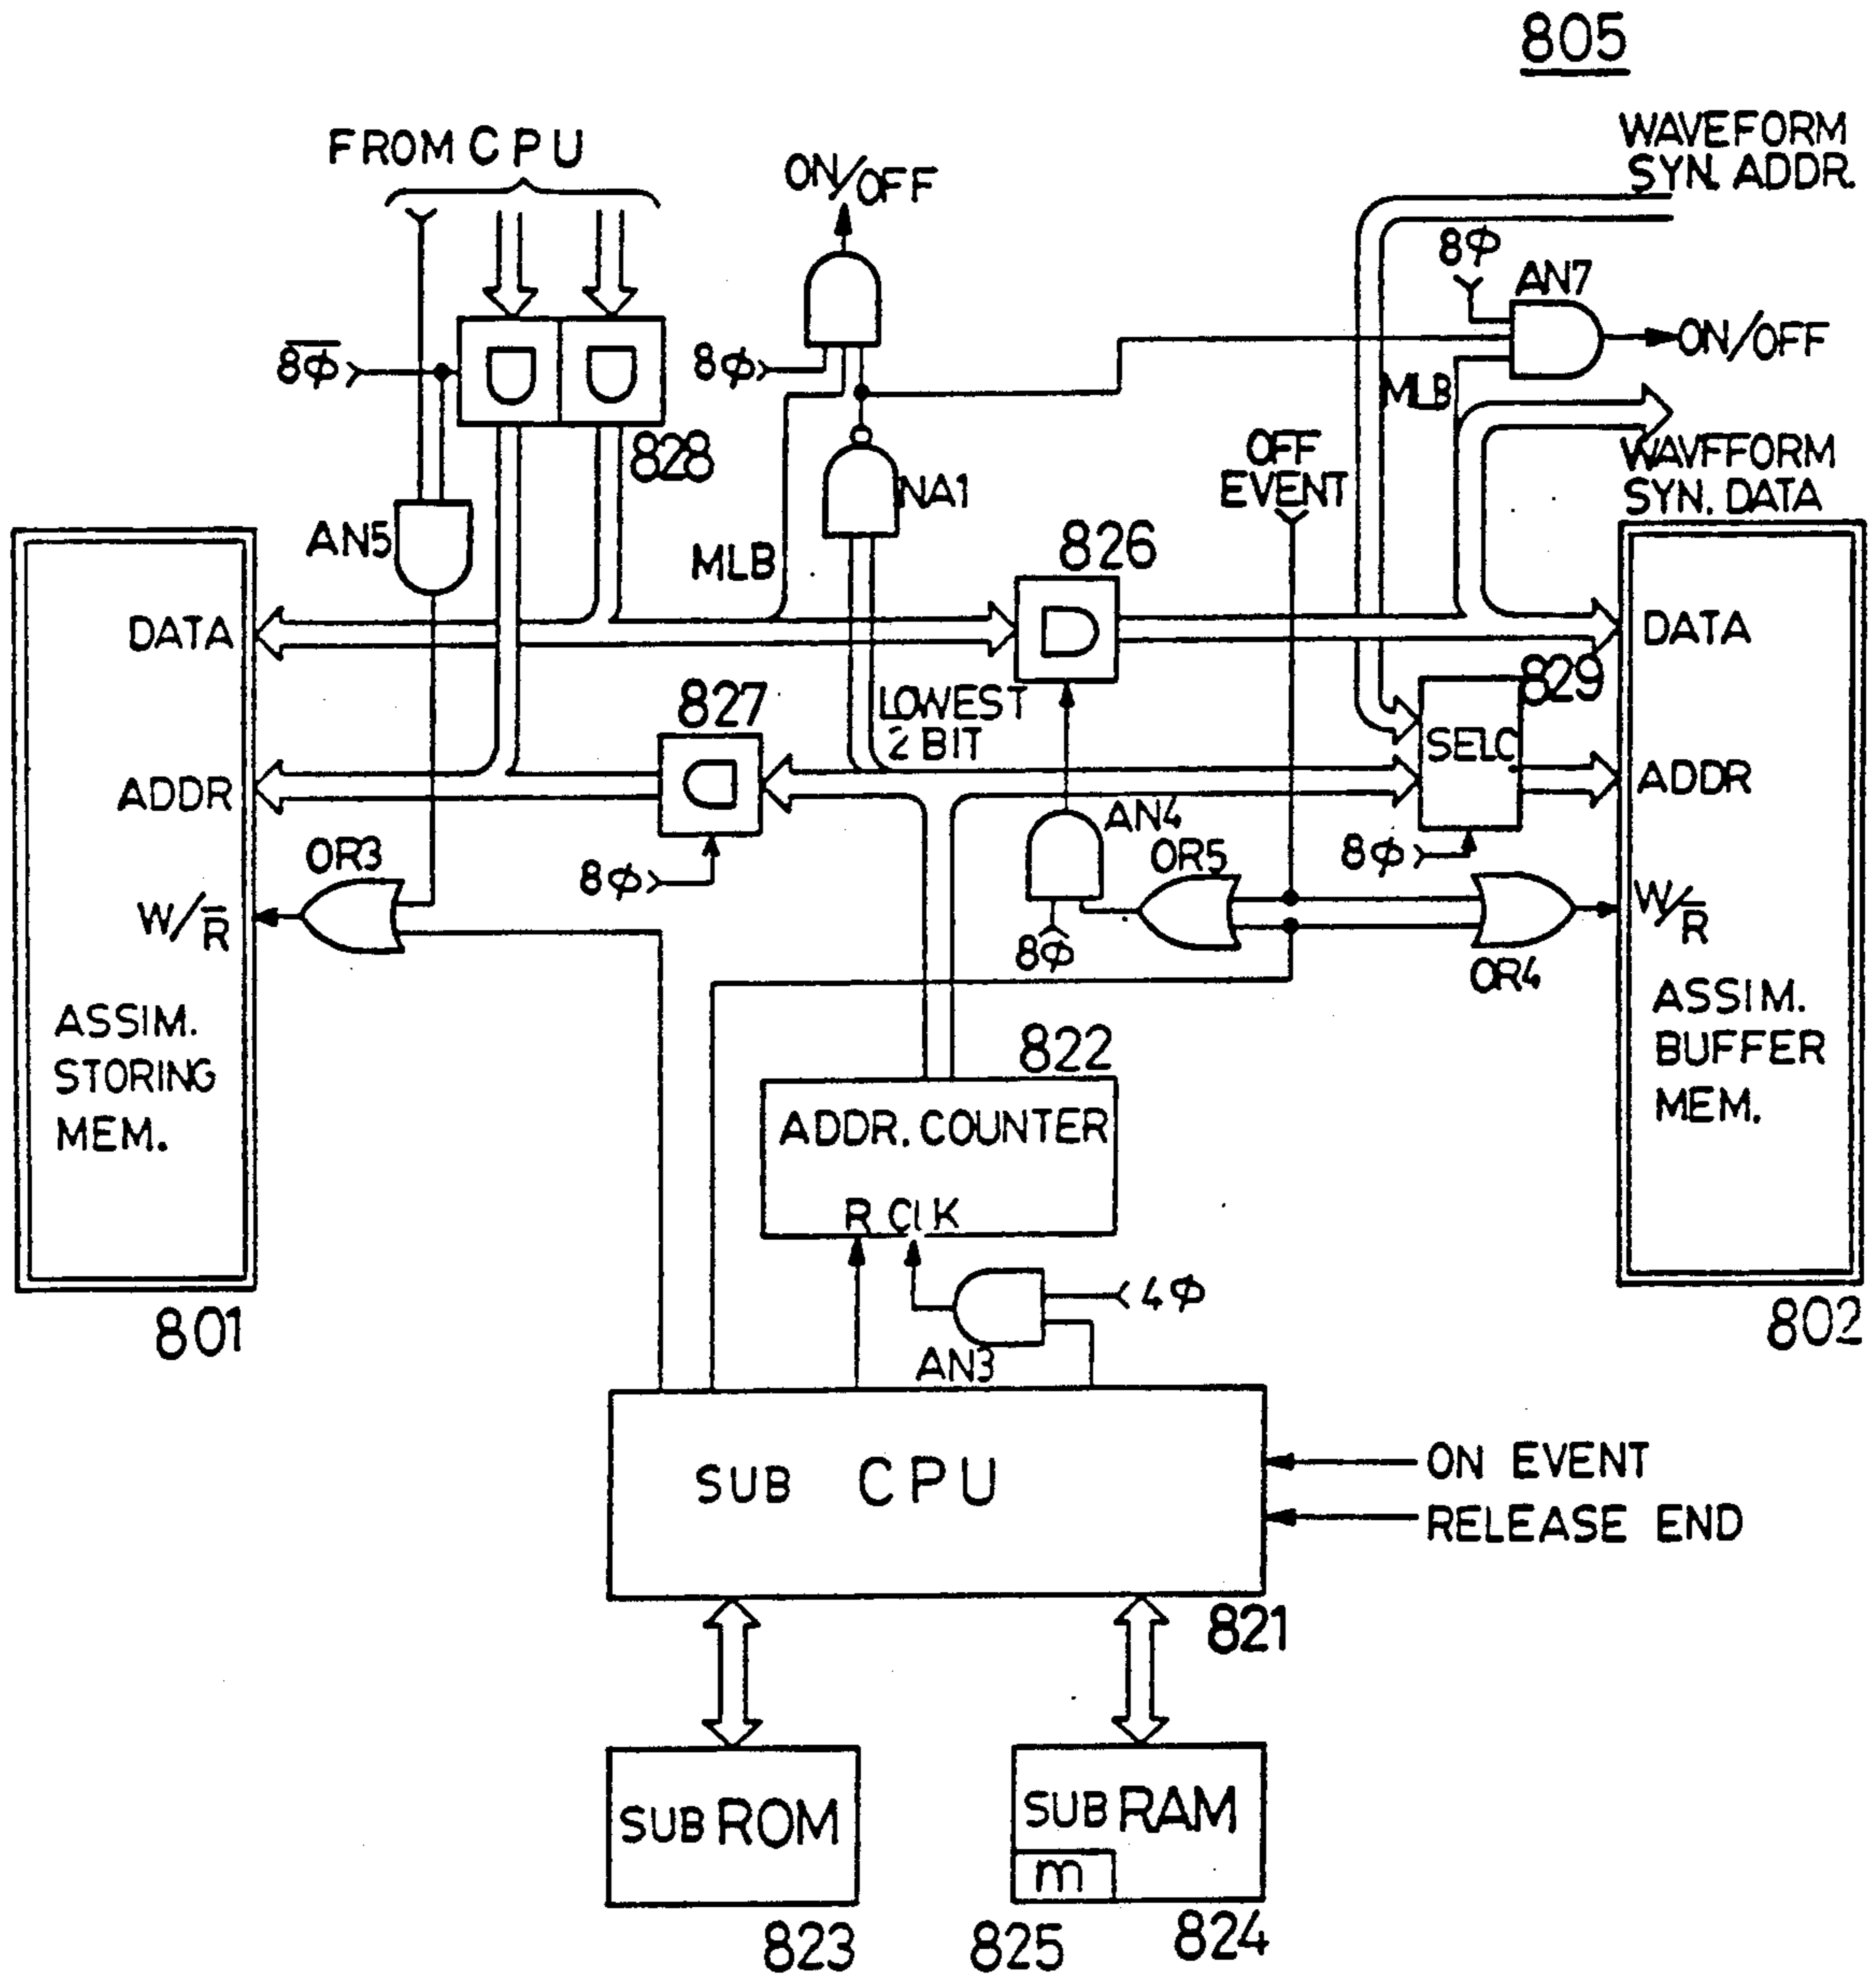 805
FROM CPU
ON/OFF
WAVEFORM
SYN. ADDR.
8φ
AN7
ON/OFF
8φ
8φ
MLB
828
OFF
EVENT
WAVFFORM
SYN. DATA
NA1
AN5
MLB
826
DATA
DATA
829
827
LOWEST
2 BIT
SELC
ADDR
ADDR
AN4
OR3
8φ
OR5
8φ
W/R
8φ
W/R
OR4
ASSIM.
STORING
MEM.
ASSIM.
BUFFER
MEM.
822
ADDR. COUNTER
R CLK
4φ
801
802
AN3
SUB CPU
ON EVENT
RELEASE END
821
SUB ROM
SUB RAM
m
823
825
824